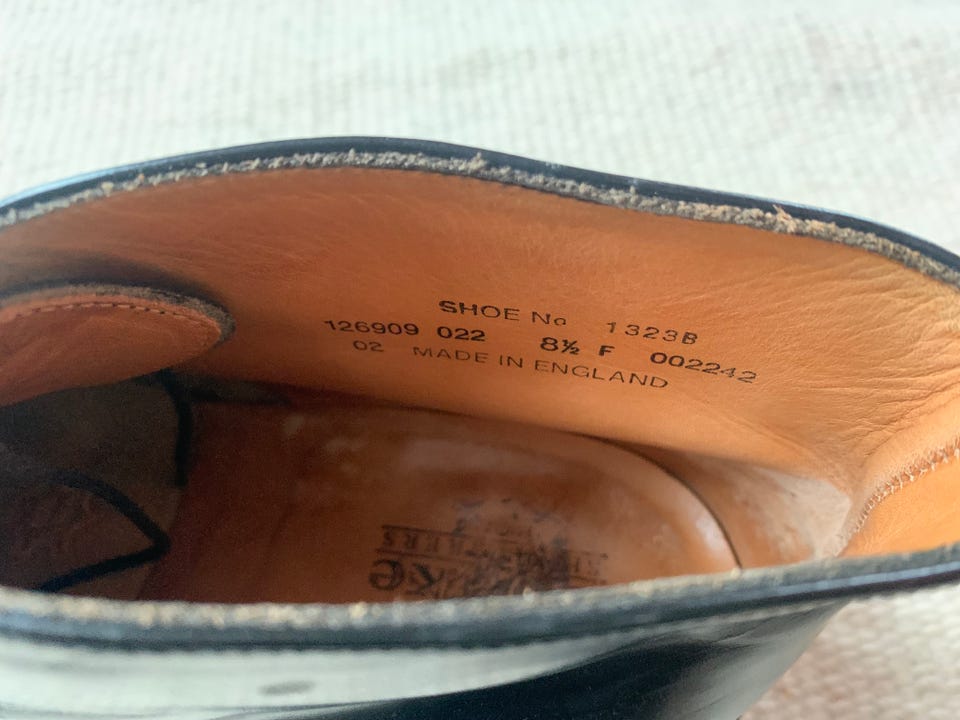 SHOE No 1323B
126909 022 8½ F 002242
02 MADE IN ENGLAND